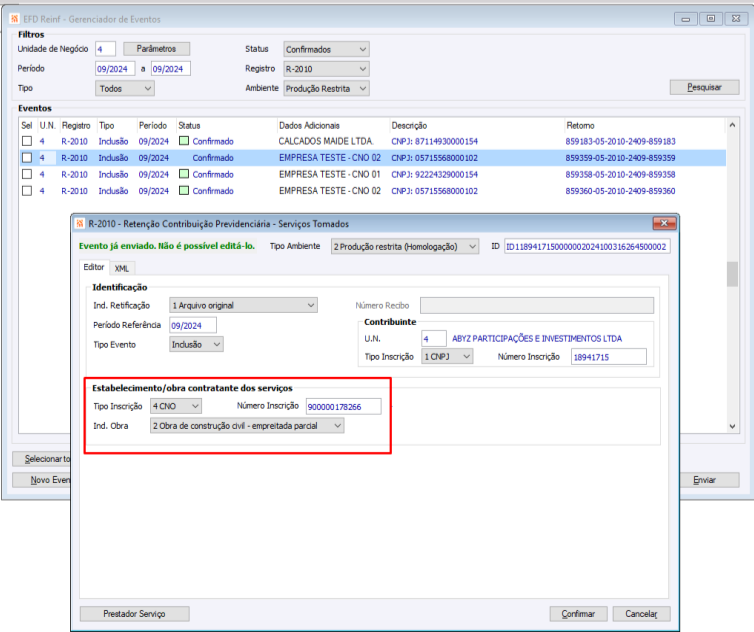 EFD Reinf - Gerenciador de Eventos
Filtros
Unidade de Negócio 4 Parâmetros Status Confirmados
Período 09/2024 a 09/2024 Registro R-2010
Tipo Todos Ambiente Produção Restrita Pesquisar
Eventos
Sel U.N. Registro Tipo Período Status Dados Adicionais Descrição Retorno
4 R-2010 Inclusão 09/2024 Confirmado CALCADOS MAIDE LTDA. CNPJ: 87114930000154 859183-05-2010-2409-859183
4 R-2010 Inclusão 09/2024 Confirmado EMPRESA TESTE - CNO 02 CNPJ: 05715568000102 859359-05-2010-2409-859359
4 R-2010 Inclusão 09/2024 Confirmado EMPRESA TESTE - CNO 01 CNPJ: 92224329000154 859358-05-2010-2409-859358
4 R-2010 Inclusão 09/2024 Confirmado EMPRESA TESTE - CNO 02 CNPJ: 05715568000102 859360-05-2010-2409-859360
R-2010 - Retenção Contribuição Previdenciária - Serviços Tomados
Evento já enviado. Não é possível editá-lo. Tipo Ambiente 2 Produção restrita (Homologação) ID ID1189417150000002024100316264500002
Editor XML
Identificação
Ind. Retificação 1 Arquivo original Número Recibo
Período Referência 09/2024 Contribuinte
U.N. 4 ABYZ PARTICIPAÇÕES E INVESTIMENTOS LTDA
Tipo Evento Inclusão Tipo Inscrição 1 CNPJ Número Inscrição 18941715
Estabelecimento/obra contratante dos serviços
Tipo Inscrição 4 CNO Número Inscrição 900000178266
Ind. Obra 2 Obra de construção civil - empreitada parcial
Selecionar to
Novo Even Enviar
Prestador Serviço Confirmar Cancelar